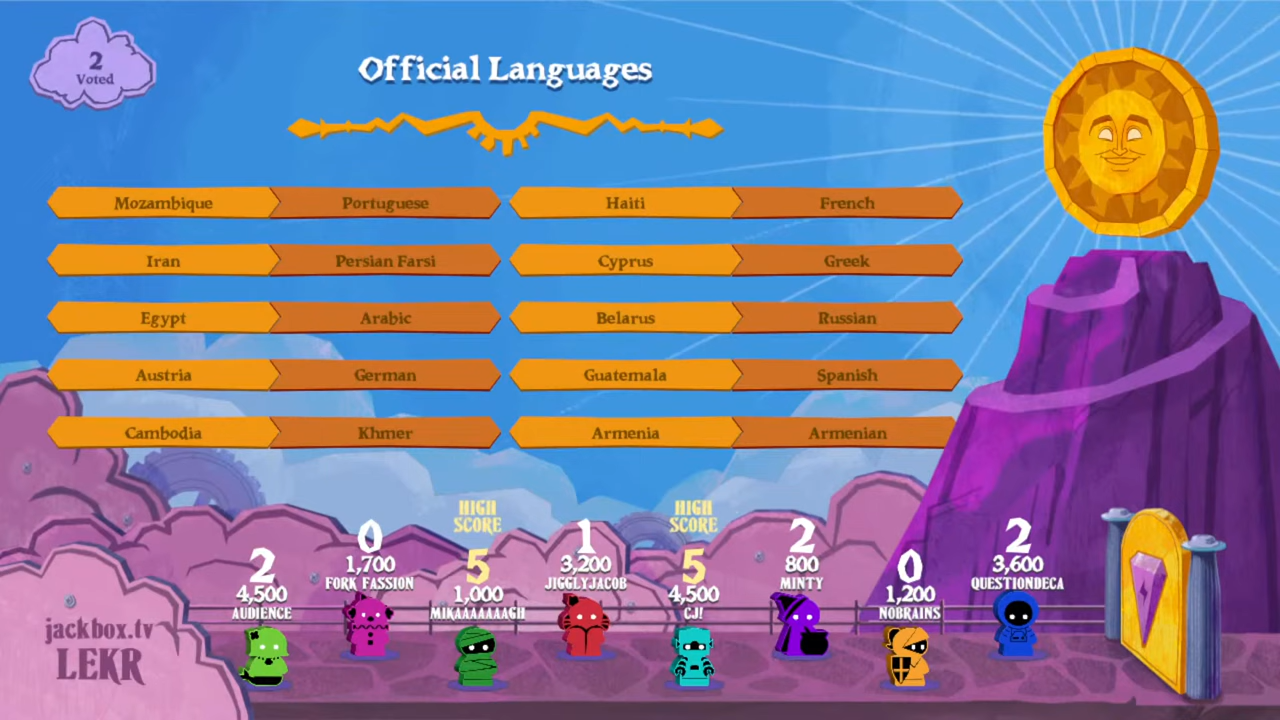 2
Voted
Official Languages
Mozambique Portuguese Haiti French
Iran Persian Farsi Cyprus Greek
Egypt Arabic Belarus Russian
Austria German Guatemala Spanish
Cambodia Khmer Armenia Armenian
HIGH SCORE HIGH SCORE
2 0 5 1 5 2 0 2
4,500 1,700 1,000 3,200 4,500 800 1,200 3,600
AUDIENCE FORK FASSION MIKAAAAAAGH JIGGLYJACOB CJ! MINTY NOBRAINS QUESTIONDECA
jackbox.tv
LEKR